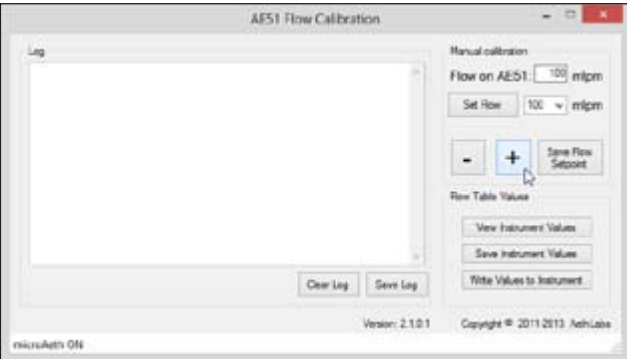 AE51 Flow Calibration
Log
Manual calibration
Flow on AE51: 100 mlpm
Set Flow 100 mlpm
- + Save Flow Setpoint
Flow Table Values
View Instrument Values
Save Instrument Values
Write Values to Instrument
Clear Log Save Log
Version: 2.1.0.1 Copyright © 2011-2013 AethLabs
microAeth ON